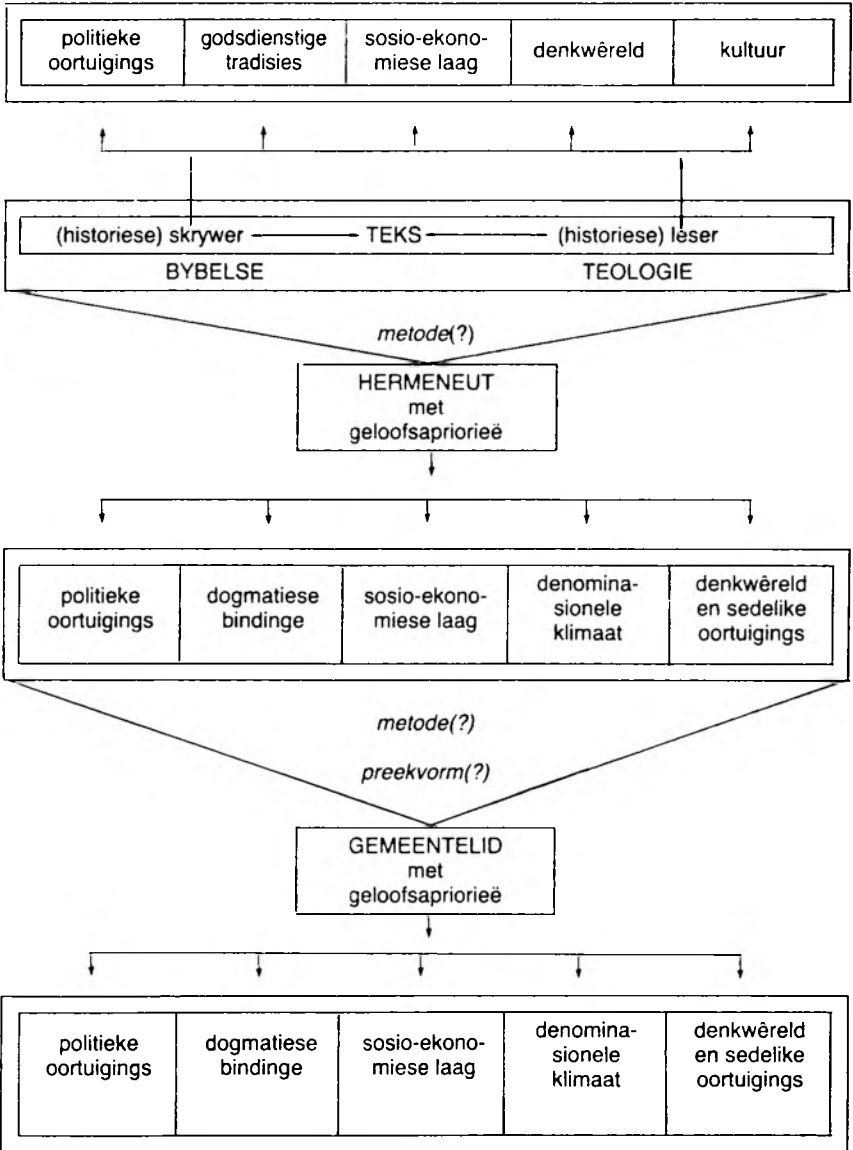 politieke oortuigings
godsdienstige tradisies
sosio-ekono-
miese laag
denkwêreld
kultuur
(historiese) skrywer
TEKS
(historiese) leser
BYBELSE
TEOLOGIE
metode(?)
HERMENEUT
met
geloofsapriorieë
politieke
oortuigings
dogmatiese
bindinge
sosio-ekono-
miese laag
denomina-
sionele
klimaat
denkwêreld
en sedelike
oortuigings
metode(?)
preekvorm(?)
GEMEENTELID
met
geloofsapriorieë
politieke
oortuigings
dogmatiese
bindinge
sosio-ekono-
miese laag
denomina-
sionele
klimaat
denkwêreld
en sedelike
oortuigings